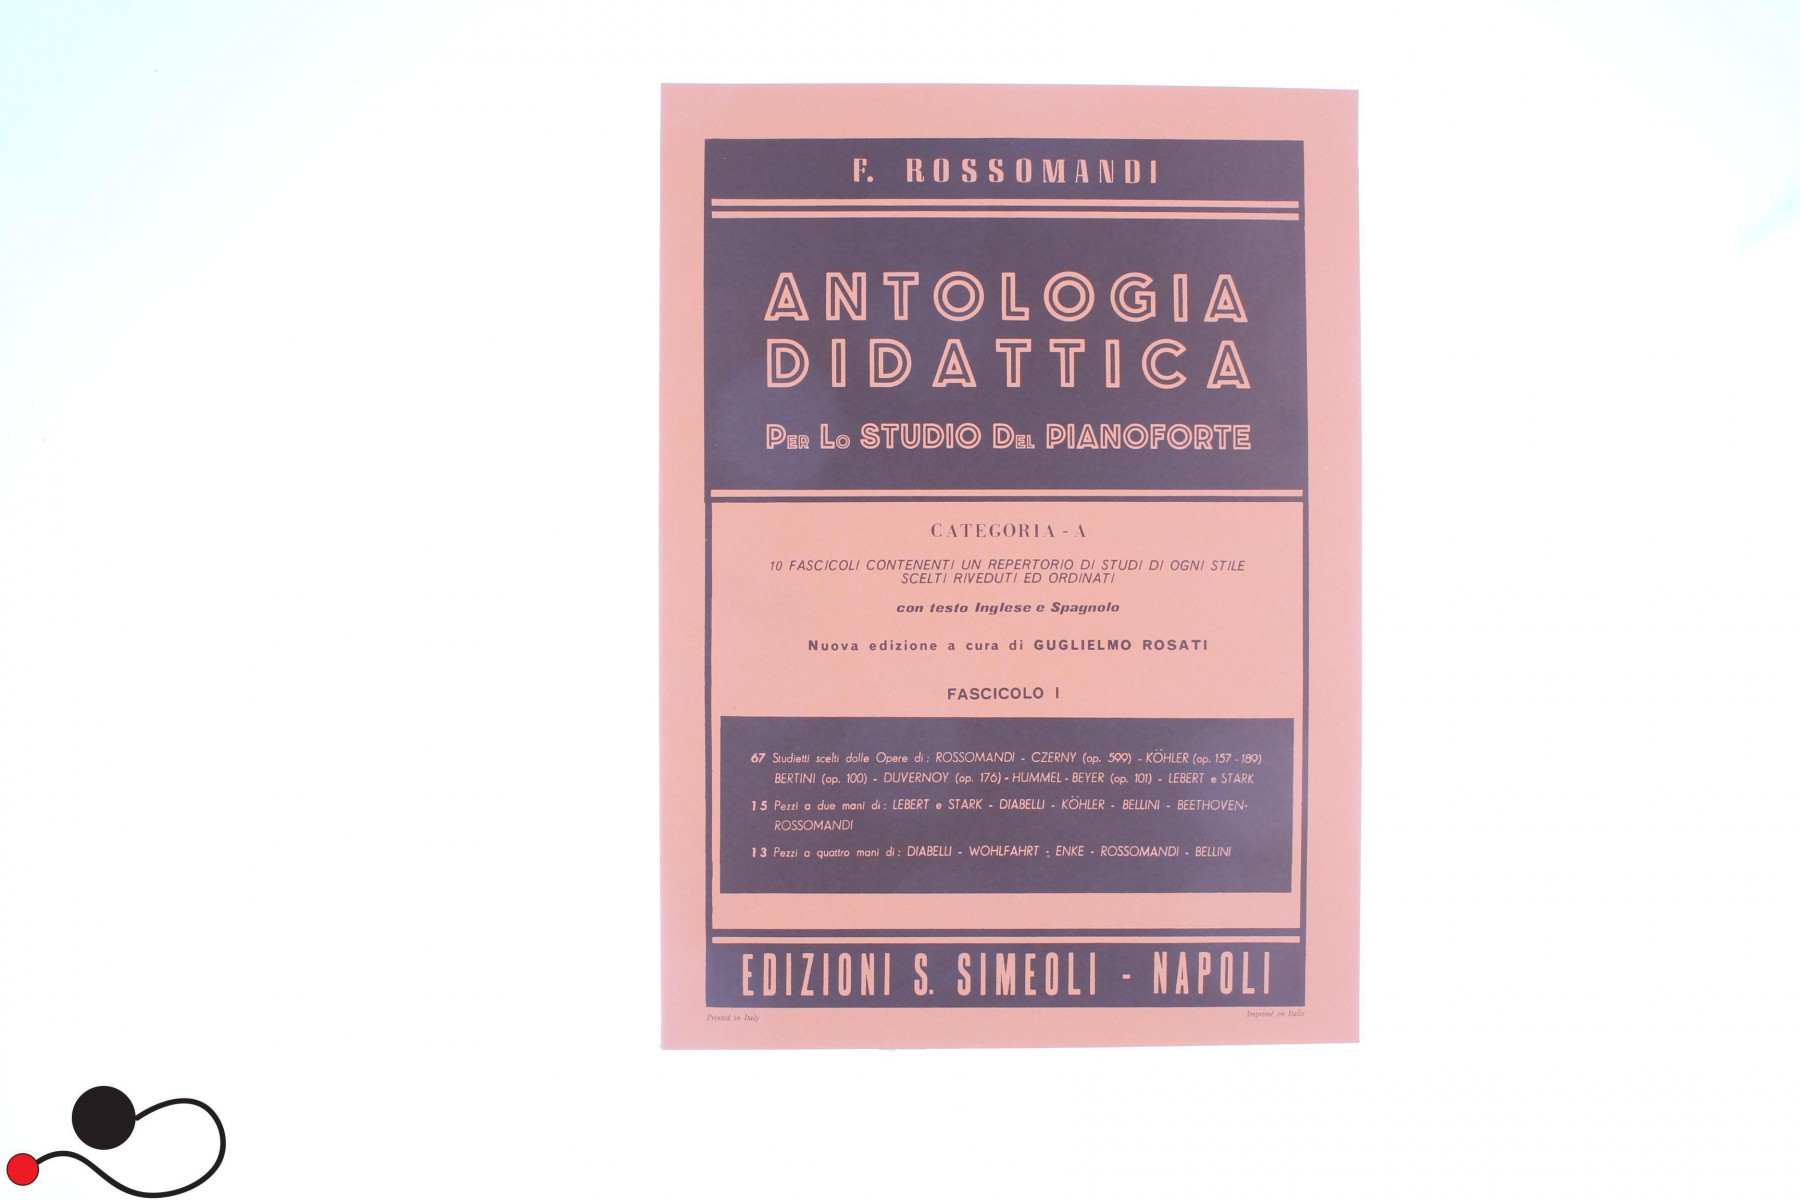 F. ROSSOMANDI
ANTOLOGIA
DIDATTICA
PER LO STUDIO DEL PIANOFORTE
CATEGORIA - A
10 FASCICOLI CONTENENTI UN REPERTORIO DI STUDI DI OGNI STILE
SCELTI RIVEDUTI ED ORDINATI
con testo Inglese e Spagnolo
Nuova edizione a cura di GUGLIELMO ROSATI
FASCICOLO I
67 Studietti scelti dalle Opere di: ROSSOMANDI - CZERNY (op. 599) - KÖHLER (op. 157 - 189)
BERTINI (op. 100) - DUVERNOY (op. 176) - HUMMEL - BEYER (op. 101) - LEBERT e STARK
15 Pezzi a due mani di: LEBERT e STARK - DIABELLI - KÖHLER - BELLINI - BEETHOVEN-
ROSSOMANDI
13 Pezzi a quattro mani di: DIABELLI - WOHLFAHRT - ENKE - ROSSOMANDI - BELLINI
EDIZIONI S. SIMEOLI - NAPOLI
Printed in Italy
Imprimé en Italie